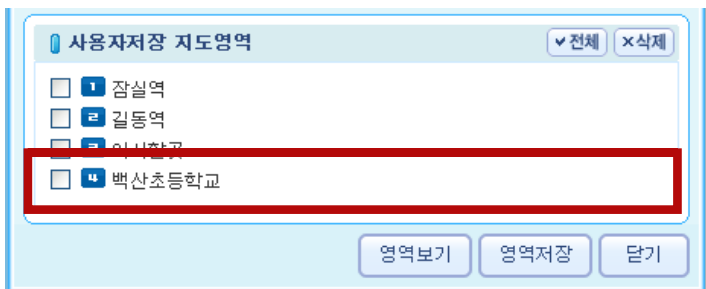 사용자저장 지도영역
전체 삭제
1 잠실역
2 길동역
3
4 백산초등학교
영역보기 영역저장 닫기